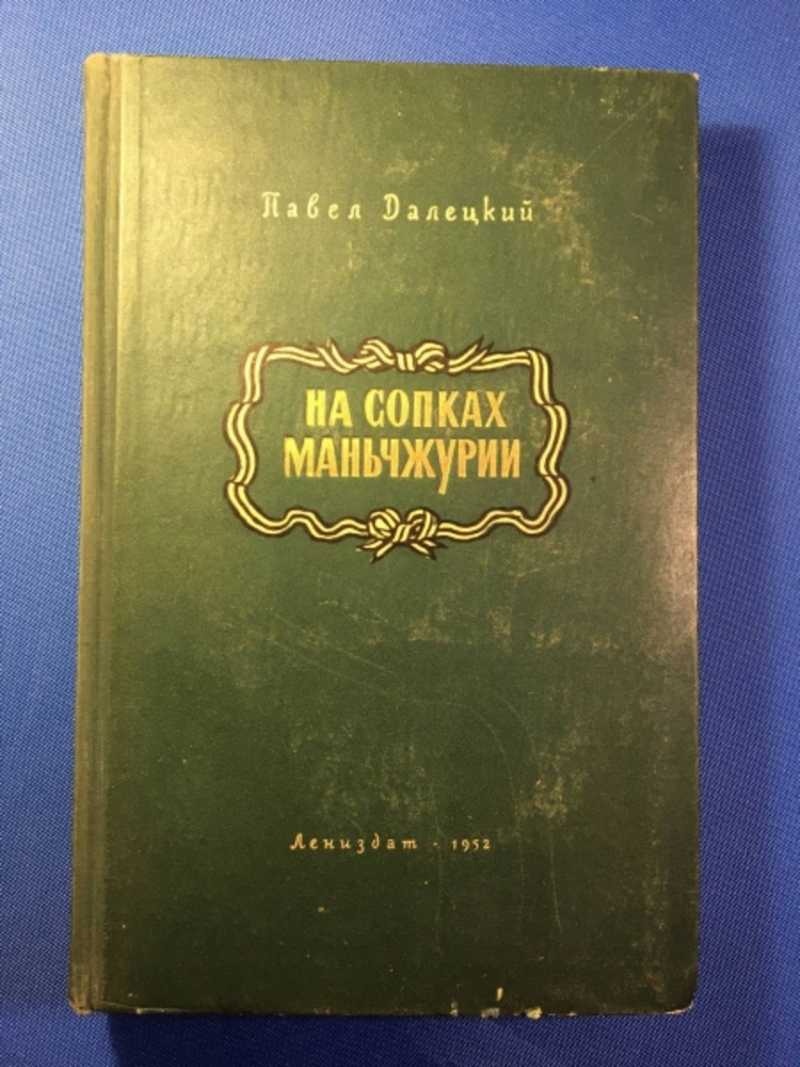 Павел Далецкий
НА СОПКАХ
МАНЬЧЖУРИИ
Лениздат · 1952